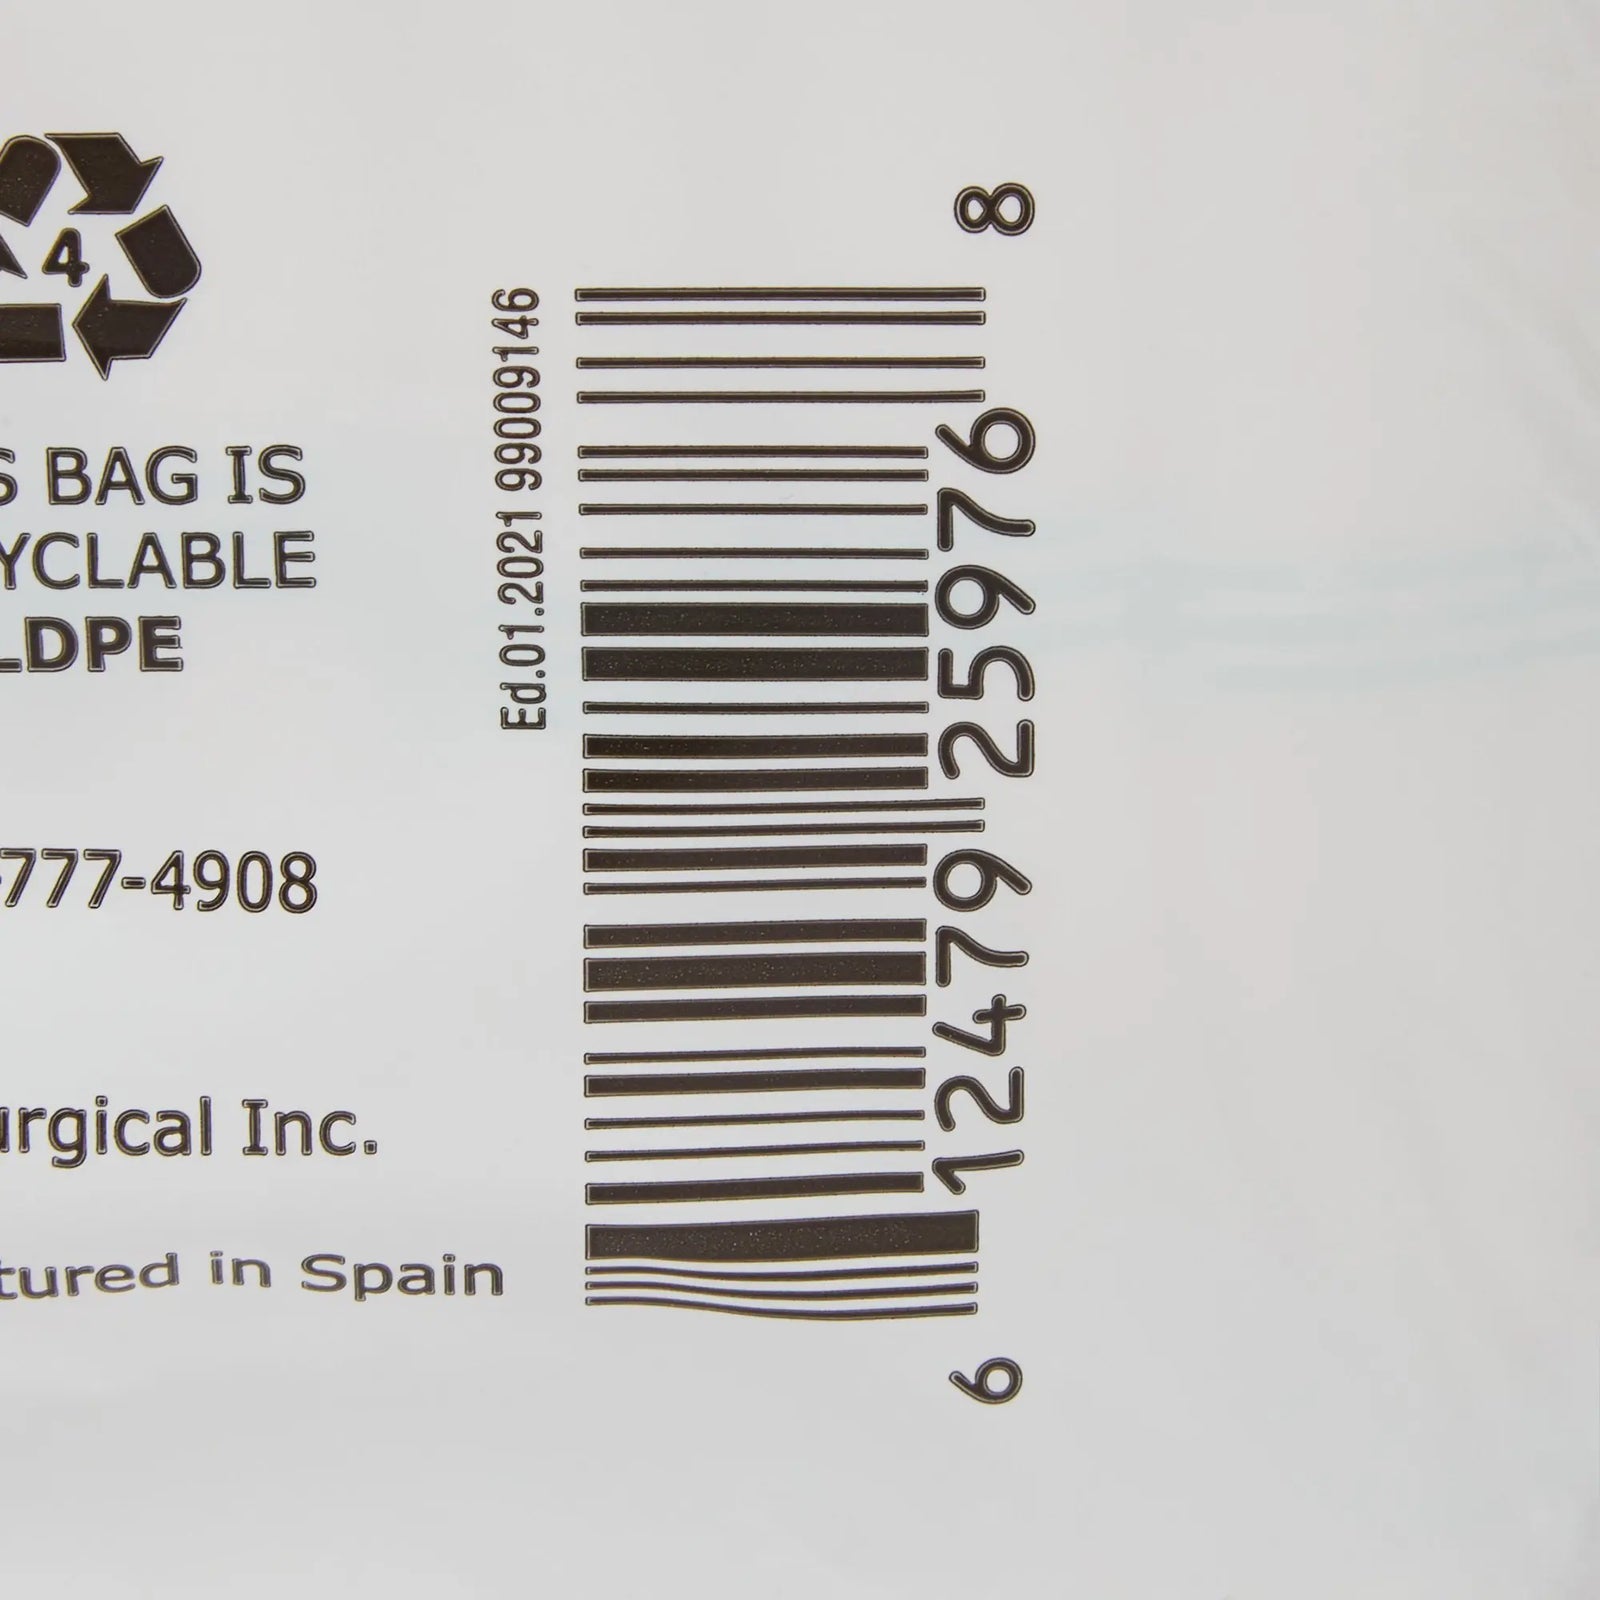 4
S BAG IS
YCLABLE
LDPE
-777-4908
urgical Inc.
tured in Spain
Ed.01.2021 99009146
6 12479 25976 8